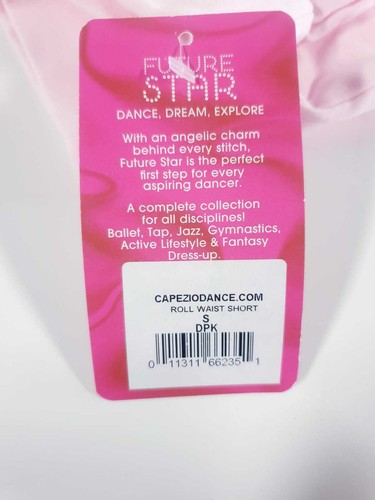 FUTURE
STAR
DANCE, DREAM, EXPLORE
With an angelic charm
behind every stitch,
Future Star is the perfect
first step for every
aspiring dancer.
A complete collection
for all disciplines!
Ballet, Tap, Jazz, Gymnastics,
Active Lifestyle & Fantasy
Dress-up.
CAPEZIODANCE.COM
ROLL WAIST SHORT
S
DPK
0 11311 66235 1